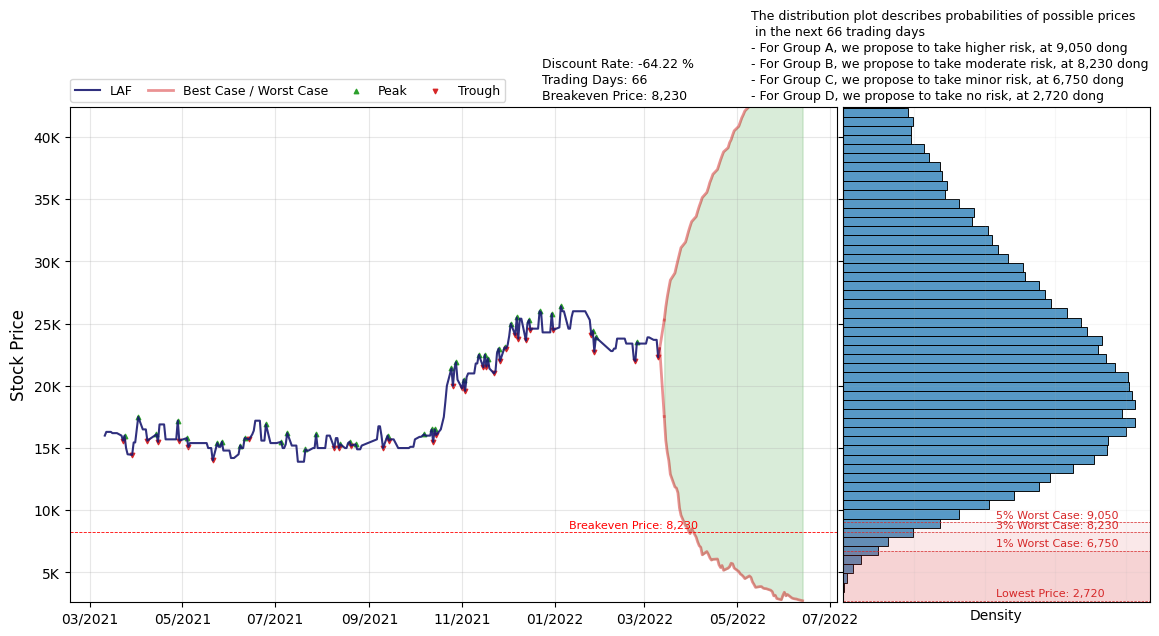 The distribution plot describes probabilities of possible prices
in the next 66 trading days
- For Group A, we propose to take higher risk, at 9,050 dong
- For Group B, we propose to take moderate risk, at 8,230 dong
- For Group C, we propose to take minor risk, at 6,750 dong
- For Group D, we propose to take no risk, at 2,720 dong
Discount Rate: -64.22 %
Trading Days: 66
Breakeven Price: 8,230
LAF
Best Case / Worst Case
Peak
Trough
Stock Price
40K
35K
30K
25K
20K
15K
10K
5K
Breakeven Price: 8,230
5% Worst Case: 9,050
3% Worst Case: 8,230
1% Worst Case: 6,750
Lowest Price: 2,720
03/2021
05/2021
07/2021
09/2021
11/2021
01/2022
03/2022
05/2022
07/2022
Density